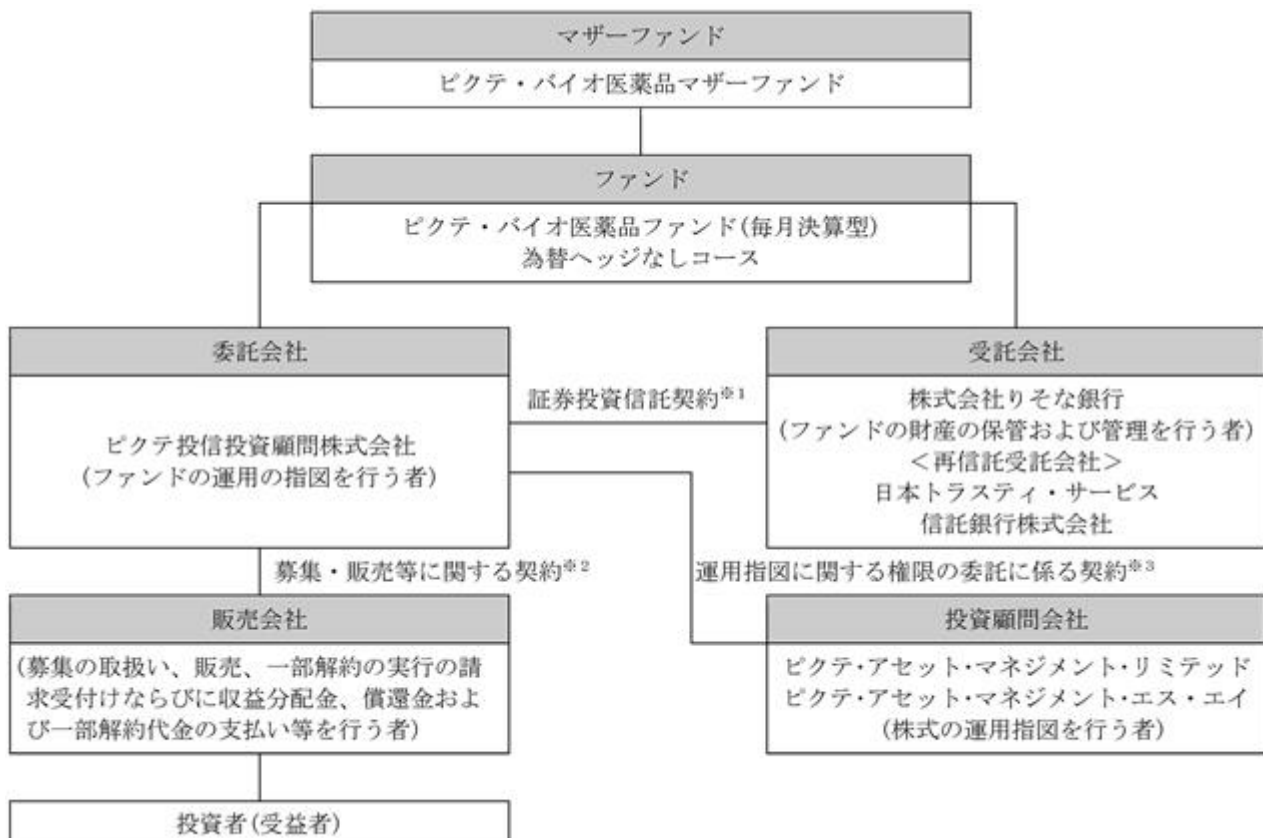 マザーファンド
ピクテ・バイオ医薬品マザーファンド
ファンド
ピクテ・バイオ医薬品ファンド(毎月決算型)
為替ヘッジなしコース
委託会社
ピクテ投信投資顧問株式会社
(ファンドの運用の指図を行う者)
証券投資信託契約※1
受託会社
株式会社りそな銀行
(ファンドの財産の保管および管理を行う者)
<再信託受託会社>
日本トラスティ・サービス
信託銀行株式会社
募集・販売等に関する契約※2
運用指図に関する権限の委託に係る契約※3
販売会社
(募集の取扱い、販売、一部解約の実行の請
求受付けならびに収益分配金、償還金およ
び一部解約代金の支払い等を行う者)
投資顧問会社
ピクテ・アセット・マネジメント・リミテッド
ピクテ・アセット・マネジメント・エス・エイ
(株式の運用指図を行う者)
投資者(受益者)